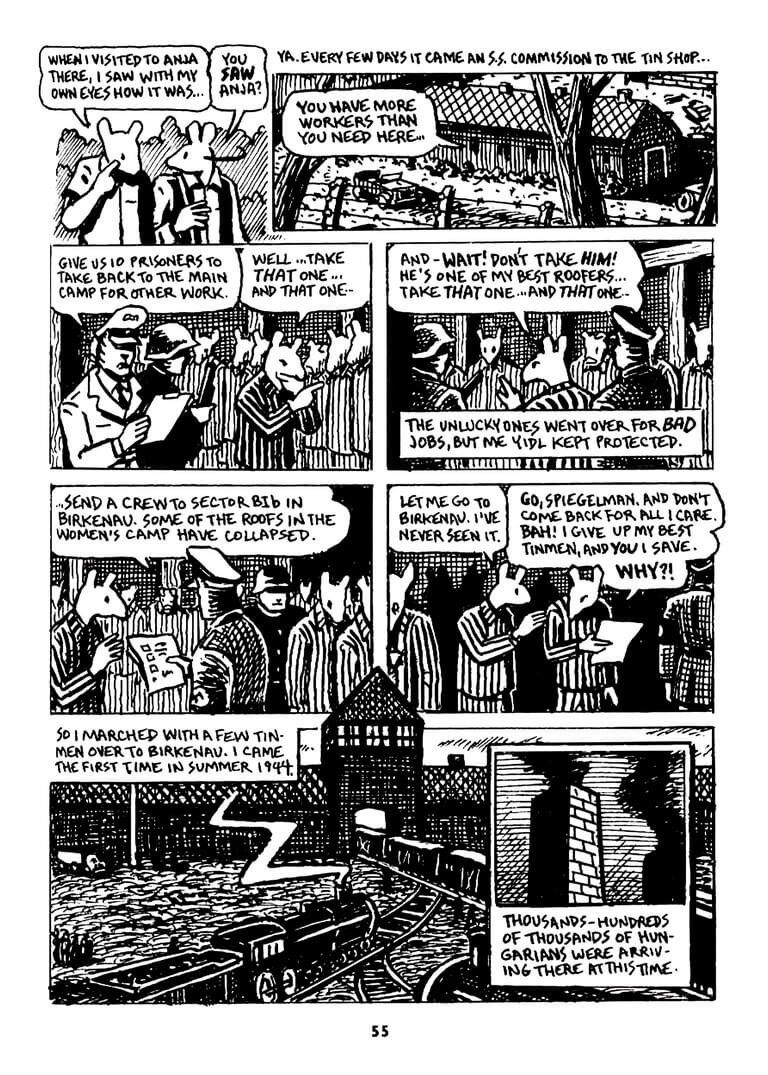 WHEN I VISITED TO ANJA
THERE, I SAW WITH MY
OWN EYES HOW IT WAS...
YOU
SAW
ANJA?
YA. EVERY FEW DAYS IT CAME AN S.S. COMMISSION TO THE TIN SHOP...
YOU HAVE MORE
WORKERS THAN
YOU NEED HERE...
GIVE US 10 PRISONERS TO
TAKE BACK TO THE MAIN
CAMP FOR OTHER WORK.
WELL...TAKE
THAT ONE...
AND THAT ONE--
AND-WAIT! DON'T TAKE HIM!
HE'S ONE OF MY BEST ROOFERS...
TAKE THAT ONE...AND THAT ONE--
THE UNLUCKY ONES WENT OVER FOR BAD
JOBS, BUT ME YIDL KEPT PROTECTED.
...SEND A CREW TO SECTOR BIb IN
BIRKENAU. SOME OF THE ROOFS IN THE
WOMEN'S CAMP HAVE COLLAPSED.
LET ME GO TO
BIRKENAU. I'VE
NEVER SEEN IT.
GO, SPIEGELMAN. AND DON'T
COME BACK FOR ALL I CARE.
BAH! I GIVE UP MY BEST
TINMEN, AND YOU I SAVE.
WHY?!
SO I MARCHED WITH A FEW TIN-
MEN OVER TO BIRKENAU. I CAME
THE FIRST TIME IN SUMMER 1944.
THOUSANDS-HUNDREDS
OF THOUSANDS OF HUN-
GARIANS WERE ARRIV-
ING THERE AT THIS TIME.
55